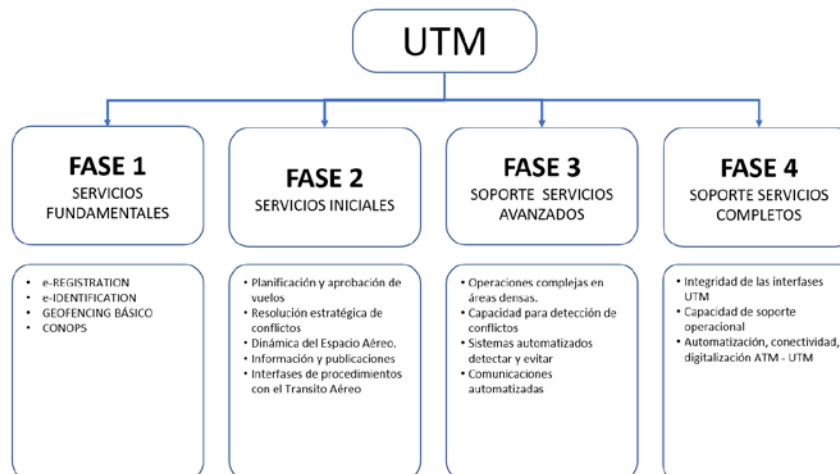 UTM
FASE 1
SERVICIOS
FUNDAMENTALES
FASE 2
SERVICIOS INICIALES
FASE 3
SOPORTE SERVICIOS
AVANZADOS
FASE 4
SOPORTE SERVICIOS
COMPLETOS
• e-REGISTRATION
• e-IDENTIFICATION
• GEOFENCING BÁSICO
• CONOPS
• Planificación y aprobación de
vuelos
• Resolución estratégica de
conflictos
• Dinámica del Espacio Aéreo.
• Información y publicaciones
• Interfases de procedimientos
con el Transito Aéreo
• Operaciones complejas en
áreas densas.
• Capacidad para detección de
conflictos
• Sistemas automatizados
detectar y evitar
• Comunicaciones
automatizadas
• Integridad de las interfases
UTM
• Capacidad de soporte
operacional
• Automatización, conectividad,
digitalización ATM - UTM